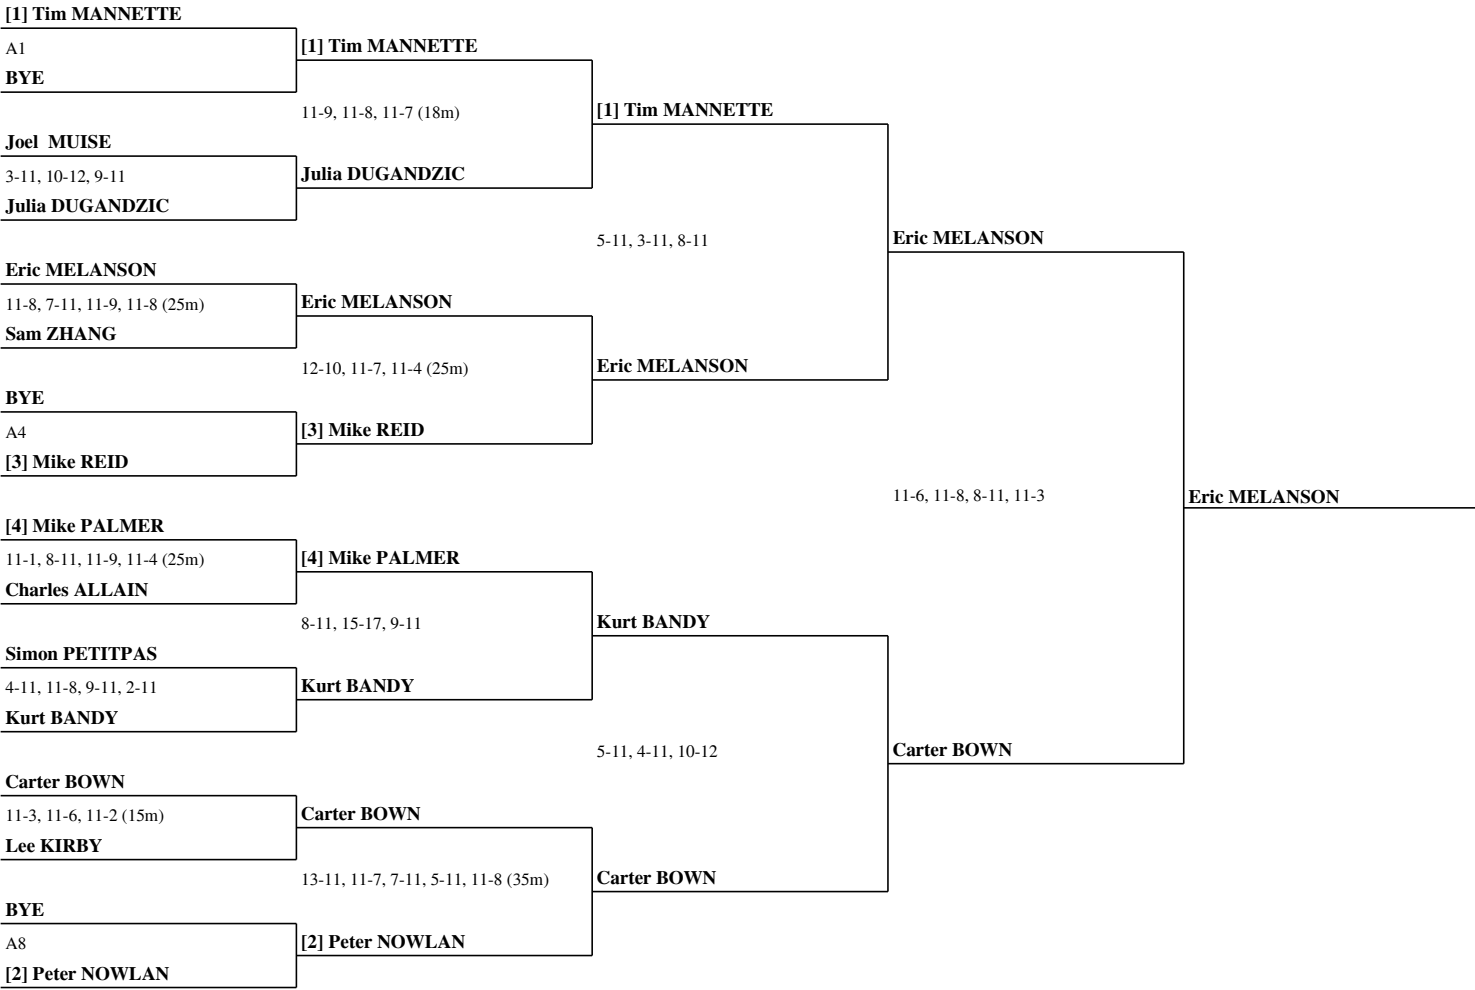 [1] Tim MANNETTE
A1
BYE
Joel MUISE
3-11, 10-12, 9-11
Julia DUGANDZIC
Eric MELANSON
11-8, 7-11, 11-9, 11-8 (25m)
Sam ZHANG
BYE
A4
[3] Mike REID
[4] Mike PALMER
11-1, 8-11, 11-9, 11-4 (25m)
Charles ALLAIN
Simon PETITPAS
4-11, 11-8, 9-11, 2-11
Kurt BANDY
Carter BOWN
11-3, 11-6, 11-2 (15m)
Lee KIRBY
BYE
A8
[2] Peter NOWLAN
[1] Tim MANNETTE
11-9, 11-8, 11-7 (18m)
Julia DUGANDZIC
Eric MELANSON
12-10, 11-7, 11-4 (25m)
[3] Mike REID
[4] Mike PALMER
8-11, 15-17, 9-11
Kurt BANDY
Carter BOWN
13-11, 11-7, 7-11, 5-11, 11-8 (35m)
[2] Peter NOWLAN
[1] Tim MANNETTE
5-11, 3-11, 8-11
Eric MELANSON
Kurt BANDY
5-11, 4-11, 10-12
Carter BOWN
Eric MELANSON
11-6, 11-8, 8-11, 11-3
Carter BOWN
Eric MELANSON